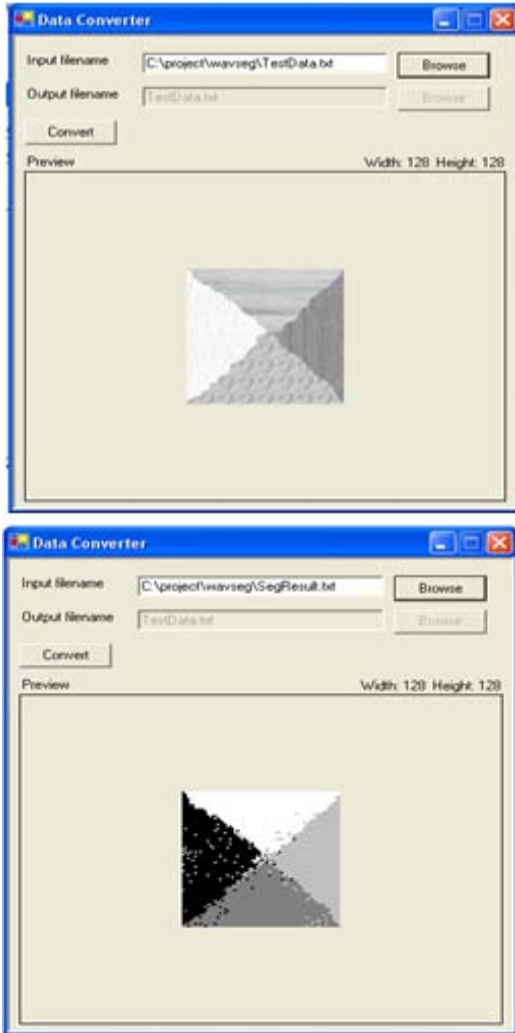 Data Converter
Input filename C:\project\wavseg\TestData.txt Browse
Output filename TestData.txt Browse
Convert
Preview Width: 128 Height: 128
Data Converter
Input filename C:\project\wavseg\SegResult.txt Browse
Output filename TestData.txt Browse
Convert
Preview Width: 128 Height: 128